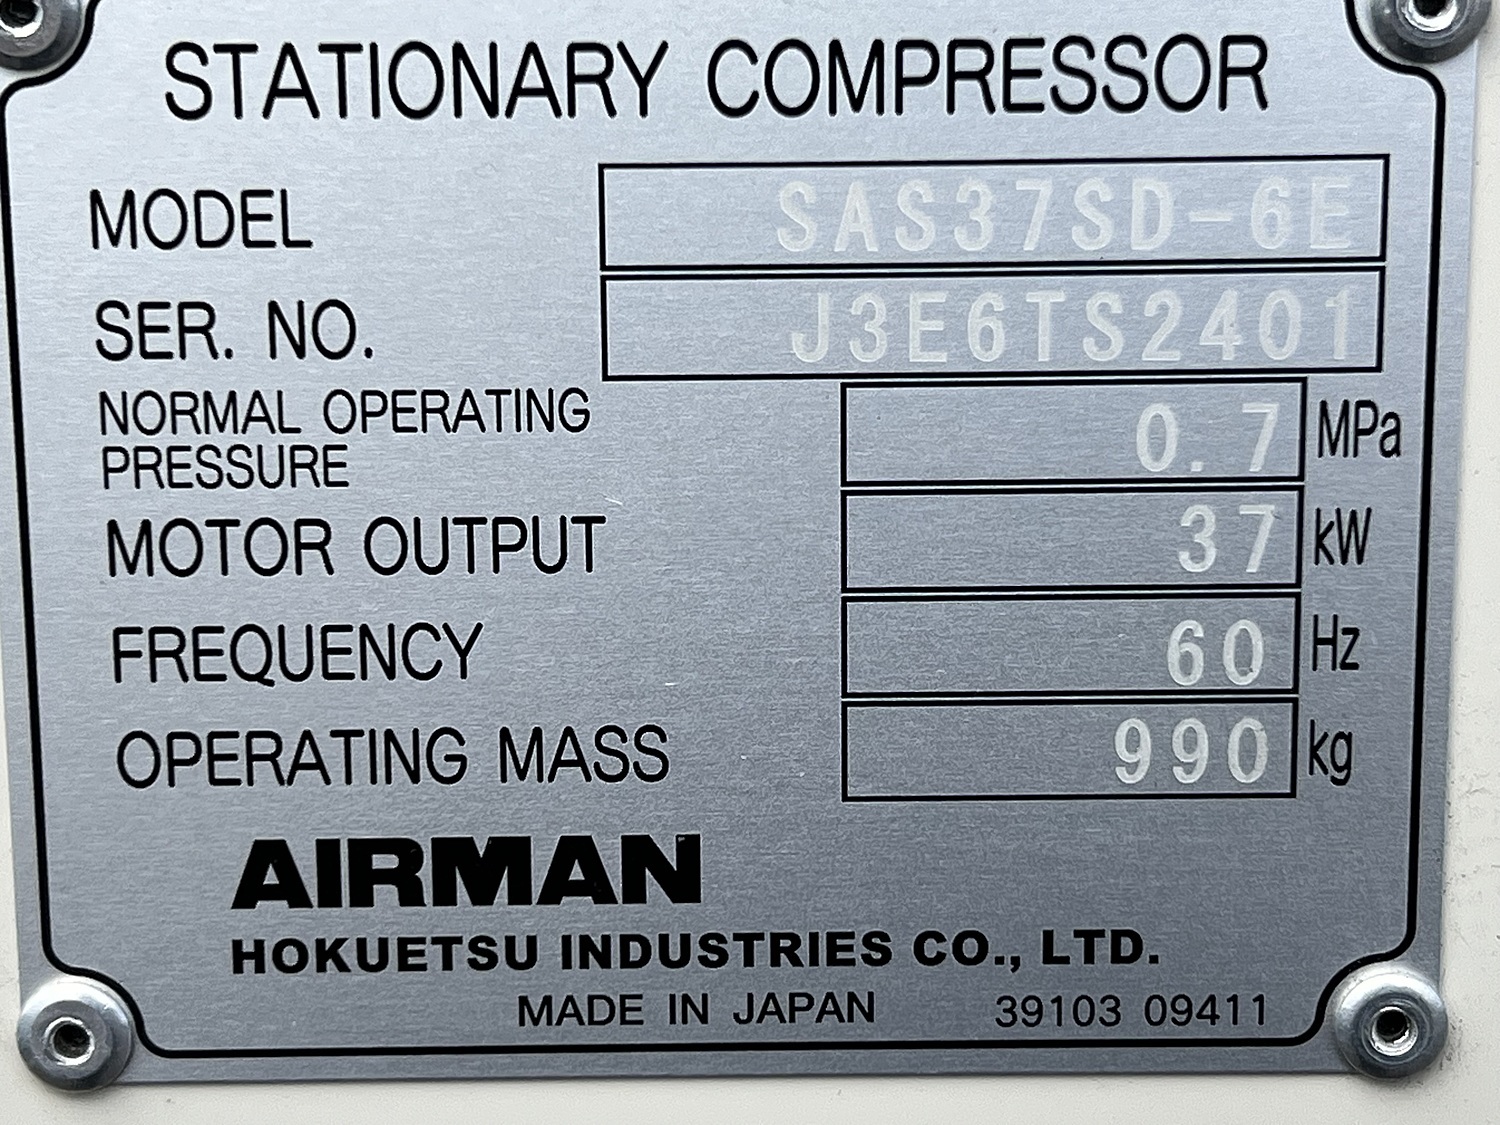 STATIONARY COMPRESSOR
MODEL SAS37SD-6E
SER. NO. J3E6TS2401
NORMAL OPERATING
PRESSURE 0.7 MPa
MOTOR OUTPUT 37 kW
FREQUENCY 60 Hz
OPERATING MASS 990 kg
AIRMAN
HOKUETSU INDUSTRIES CO., LTD.
MADE IN JAPAN 39103 09411